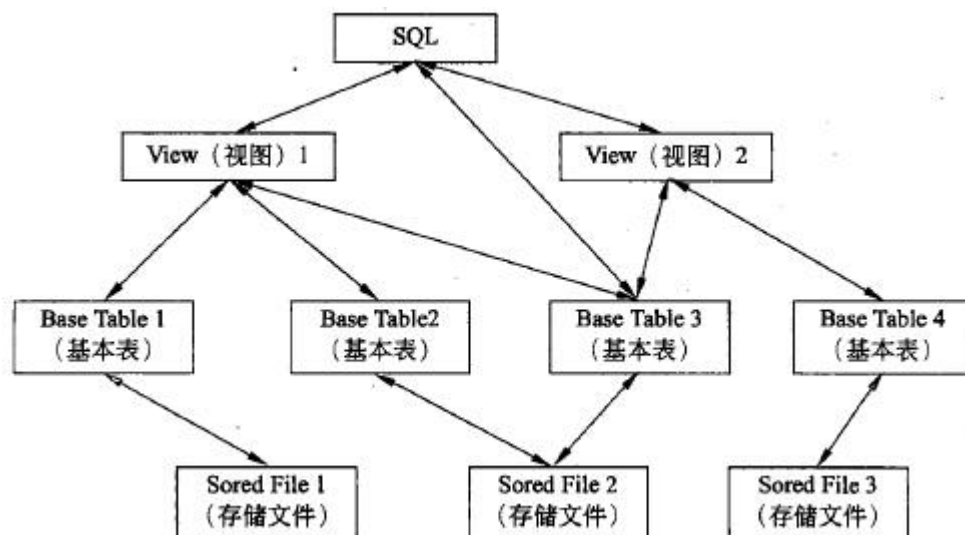 SQL
View（视图）1
View（视图）2
Base Table 1
（基本表）
Base Table2
（基本表）
Base Table 3
（基本表）
Base Table 4
（基本表）
Sored File 1
（存储文件）
Sored File 2
（存储文件）
Sored File 3
（存储文件）